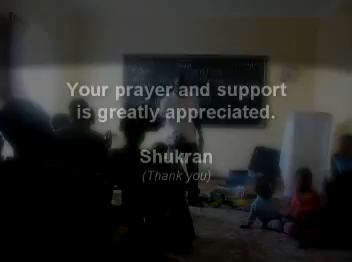 Your prayer and support
is greatly appreciated.
Shukran
(Thank you)